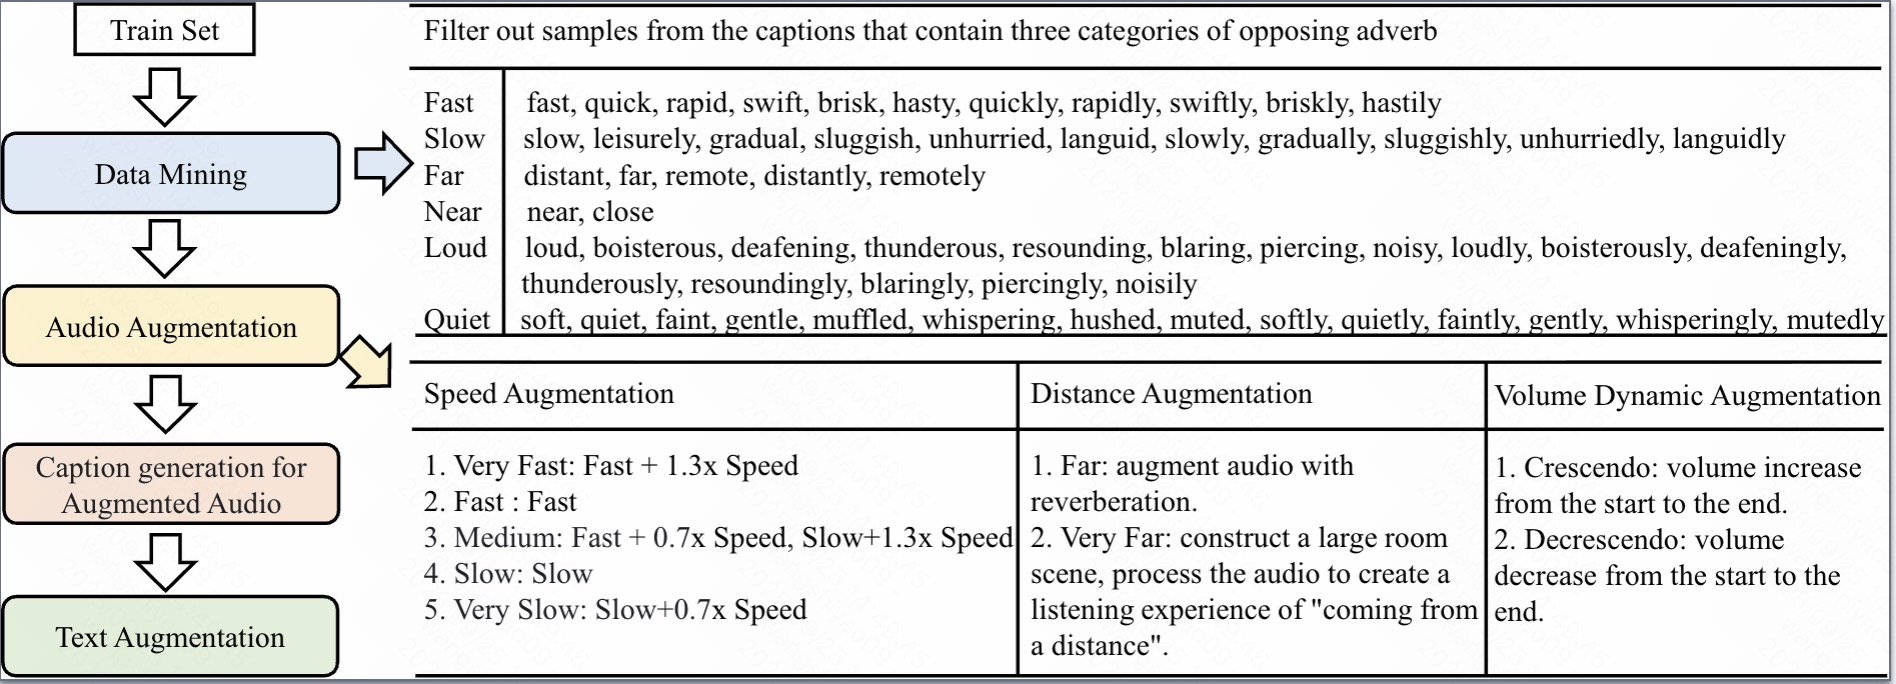 Train Set
Data Mining
Audio Augmentation
Caption generation for
Augmented Audio
Text Augmentation
Filter out samples from the captions that contain three categories of opposing adverb
Fast fast, quick, rapid, swift, brisk, hasty, quickly, rapidly, swiftly, briskly, hastily
Slow slow, leisurely, gradual, sluggish, unhurried, languid, slowly, gradually, sluggishly, unhurriedly, languidly
Far distant, far, remote, distantly, remotely
Near near, close
Loud loud, boisterous, deafening, thunderous, resounding, blaring, piercing, noisy, loudly, boisterously, deafeningly,
thunderously, resoundingly, blaringly, piercingly, noisily
Quiet soft, quiet, faint, gentle, muffled, whispering, hushed, muted, softly, quietly, faintly, gently, whisperingly, mutedly
Speed Augmentation
1. Very Fast: Fast + 1.3x Speed
2. Fast : Fast
3. Medium: Fast + 0.7x Speed, Slow+1.3x Speed
4. Slow: Slow
5. Very Slow: Slow+0.7x Speed
Distance Augmentation
1. Far: augment audio with
reverberation.
2. Very Far: construct a large room
scene, process the audio to create a
listening experience of "coming from
a distance".
Volume Dynamic Augmentation
1. Crescendo: volume increase
from the start to the end.
2. Decrescendo: volume
decrease from the start to the
end.